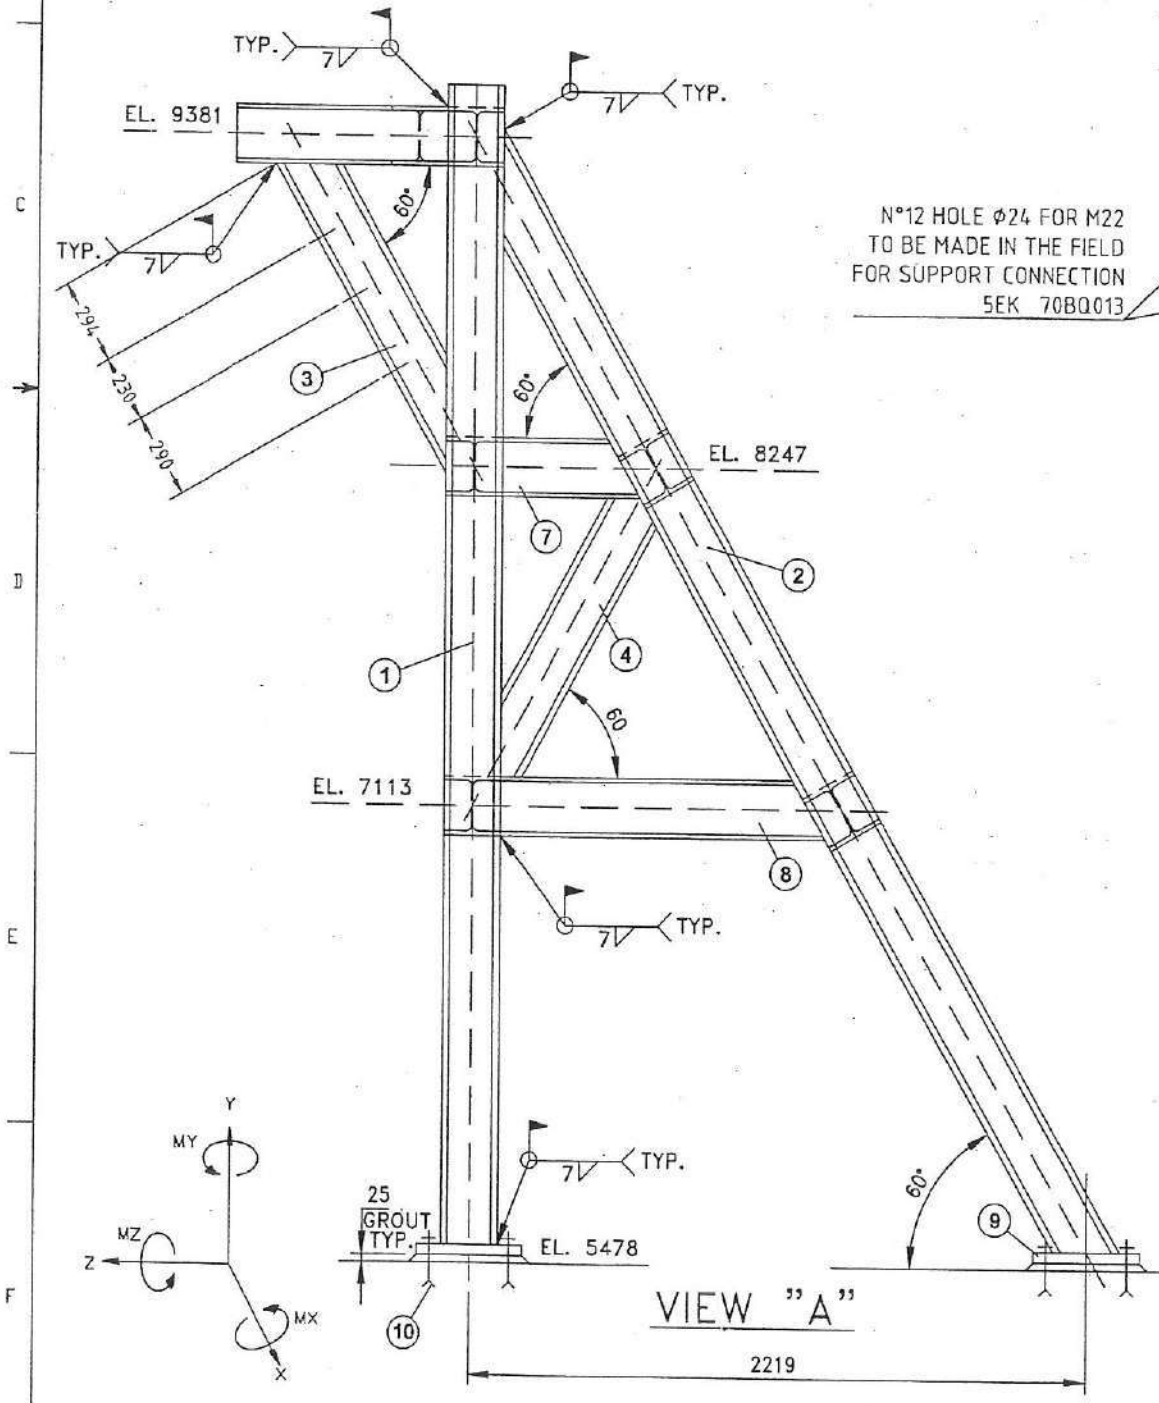 TYP.
7
7
TYP.
EL. 9381
C
60°
N°12 HOLE Ø24 FOR M22
TO BE MADE IN THE FIELD
FOR SUPPORT CONNECTION
5EK 70BQ013
TYP.
7
294
230
290
3
60°
EL. 8247
7
2
D
4
1
60
EL. 7113
8
7
TYP.
E
Y
MY
7
TYP.
60°
25
GROUT
TYP.
EL. 5478
9
MZ
Z
MX
X
F
10
VIEW "A"
2219